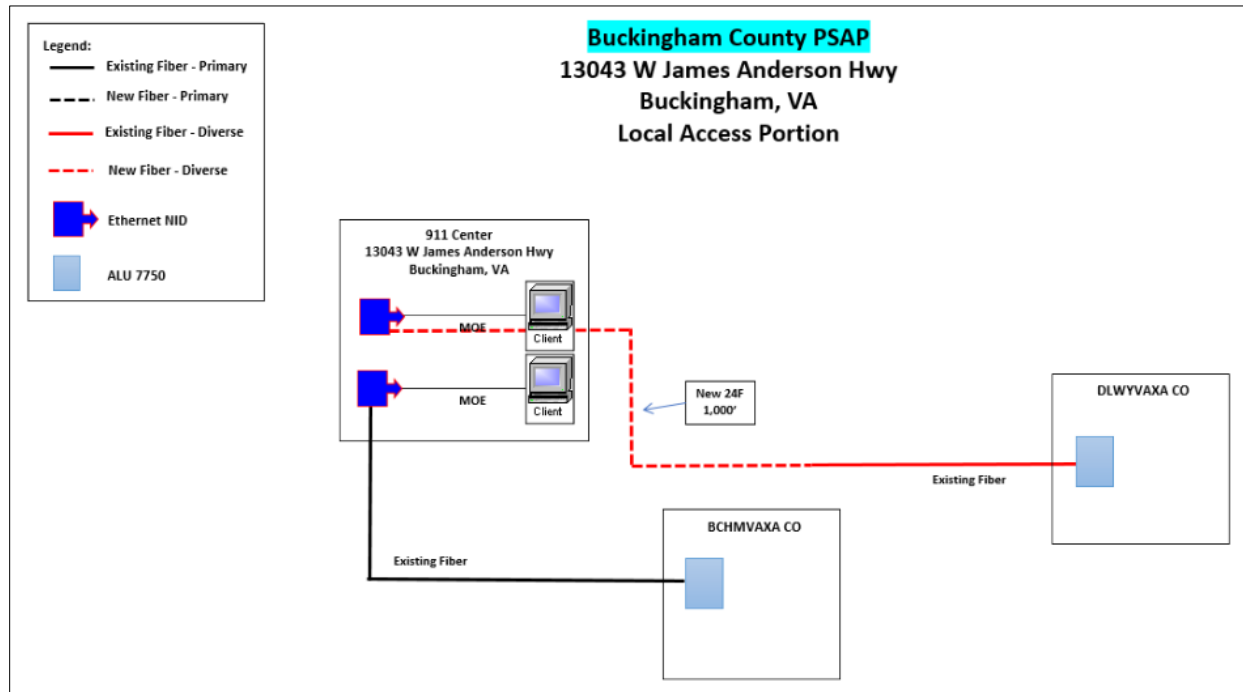 Buckingham County PSAP
13043 W James Anderson Hwy
Buckingham, VA
Local Access Portion
Legend:
Existing Fiber - Primary
New Fiber - Primary
Existing Fiber - Diverse
New Fiber - Diverse
Ethernet NID
ALU 7750
911 Center
13043 W James Anderson Hwy
Buckingham, VA
MOE
Client
MOE
Client
New 24F
1,000’
DLWYVAXA CO
Existing Fiber
BCHMVAXA CO
Existing Fiber